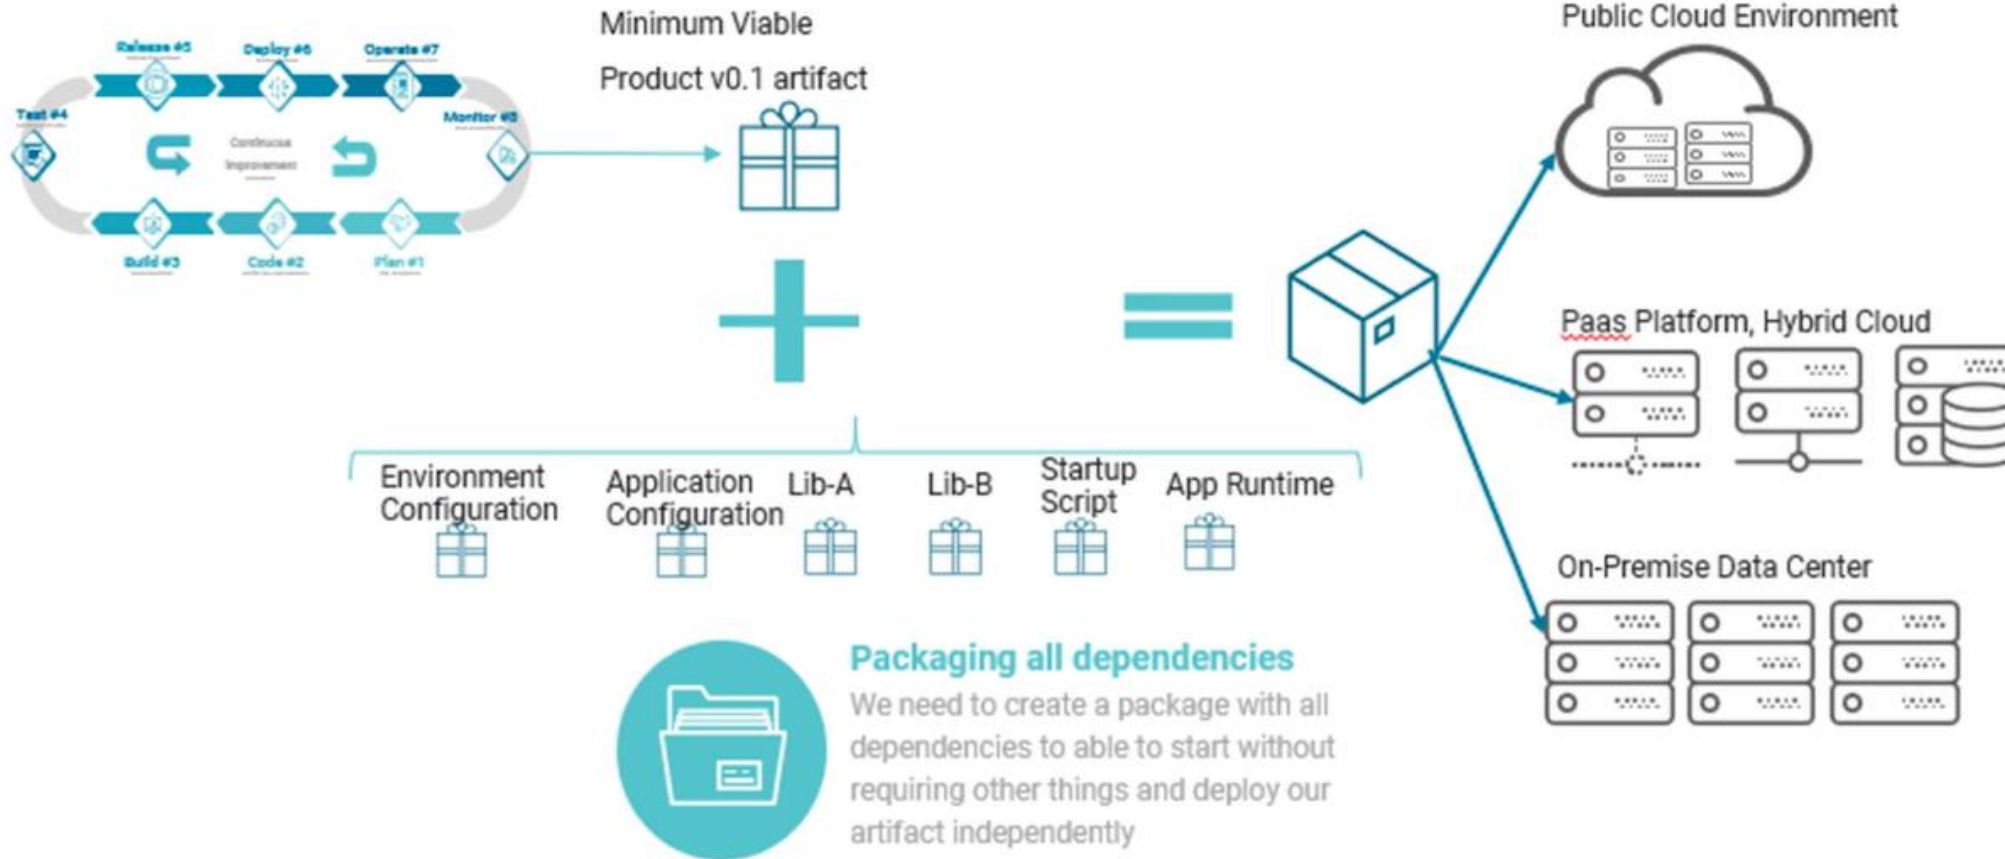 Release #5
Deploy #6
Operate #7
Test #4
Monitor #8
Continuous
Improvement
Build #3
Code #2
Plan #1
Minimum Viable
Product v0.1 artifact
Environment
Configuration
Application
Configuration
Lib-A
Lib-B
Startup
Script
App Runtime
Packaging all dependencies
We need to create a package with all
dependencies to able to start without
requiring other things and deploy our
artifact independently
Public Cloud Environment
Paas Platform, Hybrid Cloud
On-Premise Data Center